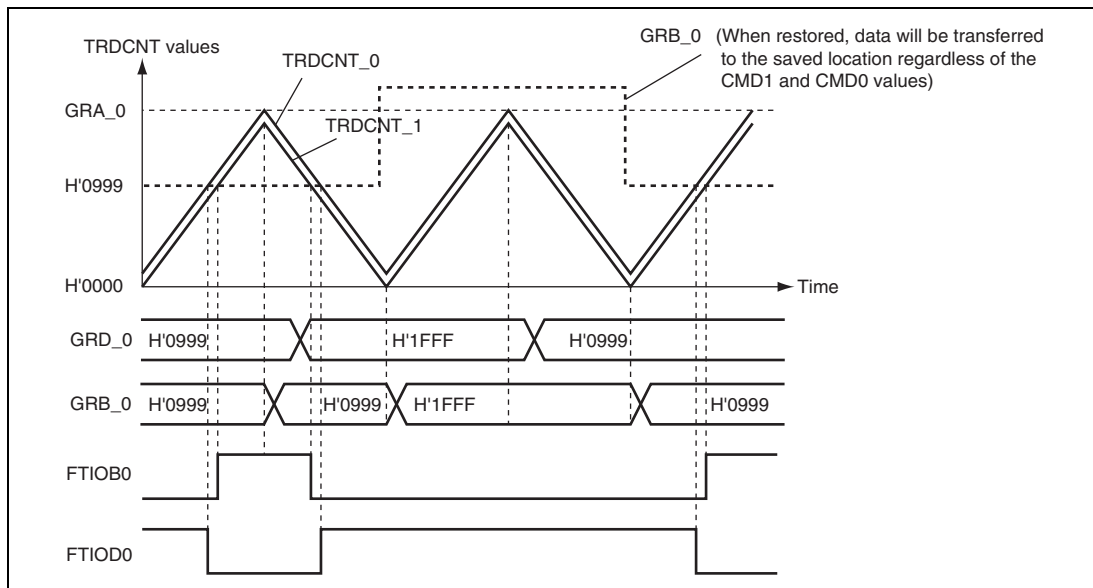 TRDCNT values
GRB_0 (When restored, data will be transferred
to the saved location regardless of the
CMD1 and CMD0 values)
TRDCNT_0
TRDCNT_1
GRA_0
H'0999
H'0000
Time
GRD_0
H'0999
H'1FFF
H'0999
GRB_0
H'0999
H'0999
H'1FFF
H'0999
FTIOB0
FTIOD0